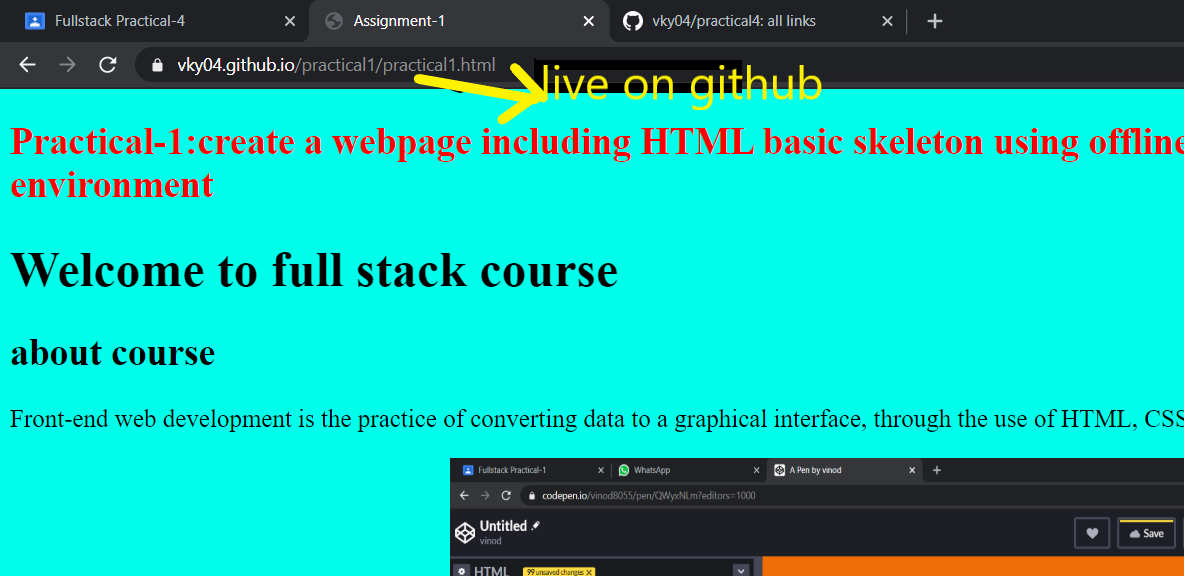 Fullstack Practical-4
Assignment-1
vky04/practical4: all links
vky04.github.io/practical1/practical1.html
live on github
Practical-1:create a webpage including HTML basic skeleton using offline
environment
Welcome to full stack course
about course
Front-end web development is the practice of converting data to a graphical interface, through the use of HTML, CSS
Fullstack Practical-1
WhatsApp
A Pen by vinod
codepen.io/vinod8055/pen/QWyxNLm?editors=1000
Untitled
vinod
Save
HTML
99 unsaved changes X